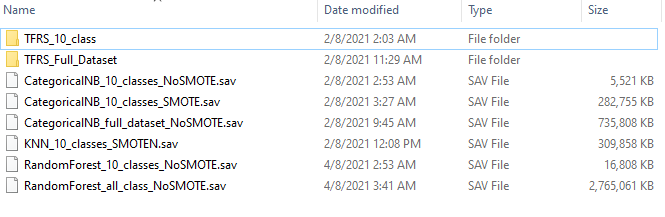 Name Date modified Type Size
TFRS_10_class 2/8/2021 2:03 AM File folder
TFRS_Full_Dataset 2/8/2021 11:29 AM File folder
CategoricalNB_10_classes_NoSMOTE.sav 2/8/2021 2:53 AM SAV File 5,521 KB
CategoricalNB_10_classes_SMOTE.sav 2/8/2021 3:27 AM SAV File 282,755 KB
CategoricalNB_full_dataset_NoSMOTE.sav 2/8/2021 9:45 AM SAV File 735,808 KB
KNN_10_classes_SMOTEN.sav 2/8/2021 12:08 PM SAV File 309,858 KB
RandomForest_10_classes_NoSMOTE.sav 4/8/2021 2:53 AM SAV File 16,808 KB
RandomForest_all_class_NoSMOTE.sav 4/8/2021 3:41 AM SAV File 2,765,061 KB